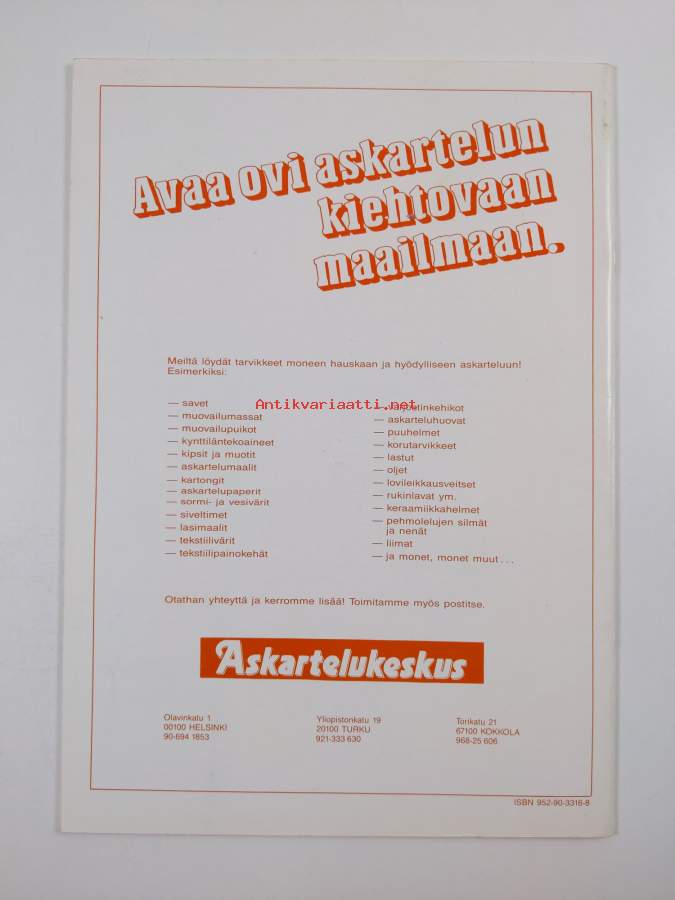 Avaa ovi askartelun
kiehtovaan
maailmaan.
Meiltä löydät tarvikkeet moneen hauskaan ja hyödylliseen askarteluun!
Esimerkiksi:
— savet
— muovailumassat
— muovailupuikot
— kynttiläntekoaineet
— kipsit ja muotit
— askartelumaalit
— kartongit
— askartelupaperit
— sormi- ja vesivärit
— siveltimet
— lasimaalit
— tekstiilivärit
— tekstiilipainokehät
Antikvariaatti.net
— askarteluhuovat
— puuhelmet
— korutarvikkeet
— lastut
— oljet
— lovileikkausveitset
— rukinlavat ym.
— keraamiikkahelmet
— pehmolelujen silmät
ja nenät
— liimat
— ja monet, monet muut...
Otathan yhteyttä ja kerromme lisää! Toimitamme myös postitse.
Askartelukeskus
Olavinkatu 1
00100 HELSINKI
90-694 1853
Yliopistonkatu 19
20100 TURKU
921-333 630
Torikatu 21
67100 KOKKOLA
968-25 606
ISBN 952-90-3316-8